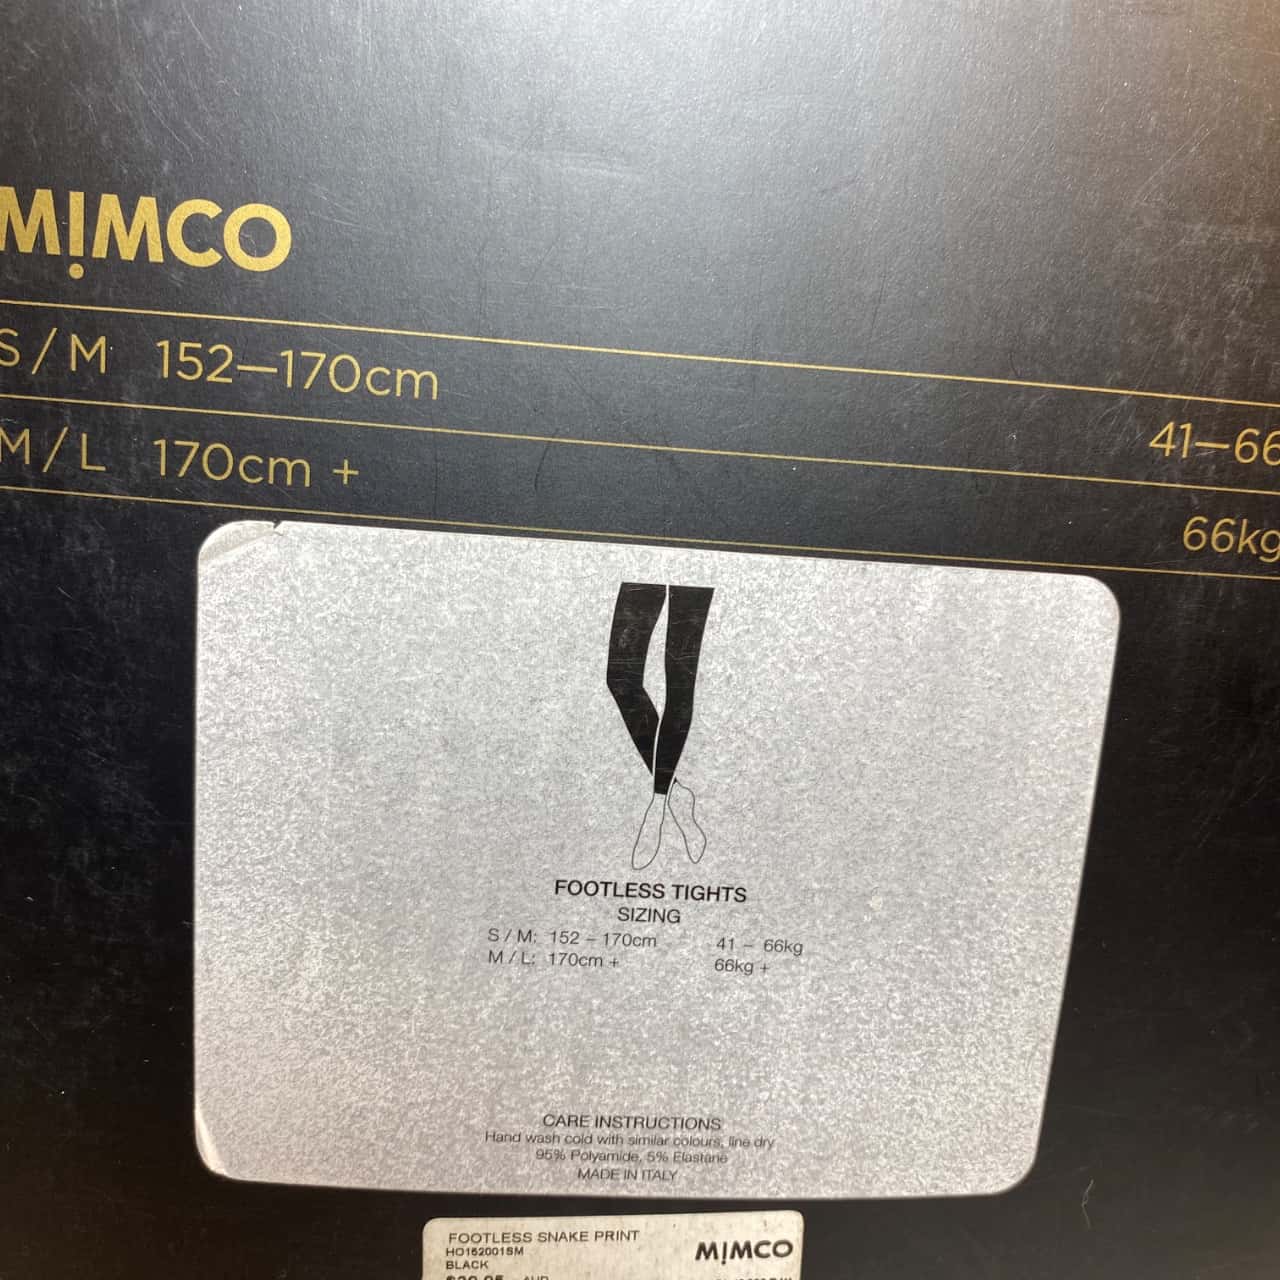 MIMCO
S / M 152–170cm 41–66
M / L 170cm + 66kg
FOOTLESS TIGHTS
SIZING
S / M: 152 – 170cm 41 – 66kg
M / L: 170cm + 66kg +
CARE INSTRUCTIONS
Hand wash cold with similar colours, line dry
95% Polyamide, 5% Elastane
MADE IN ITALY
FOOTLESS SNAKE PRINT
HO162001SM MIMCO
BLACK
AUD